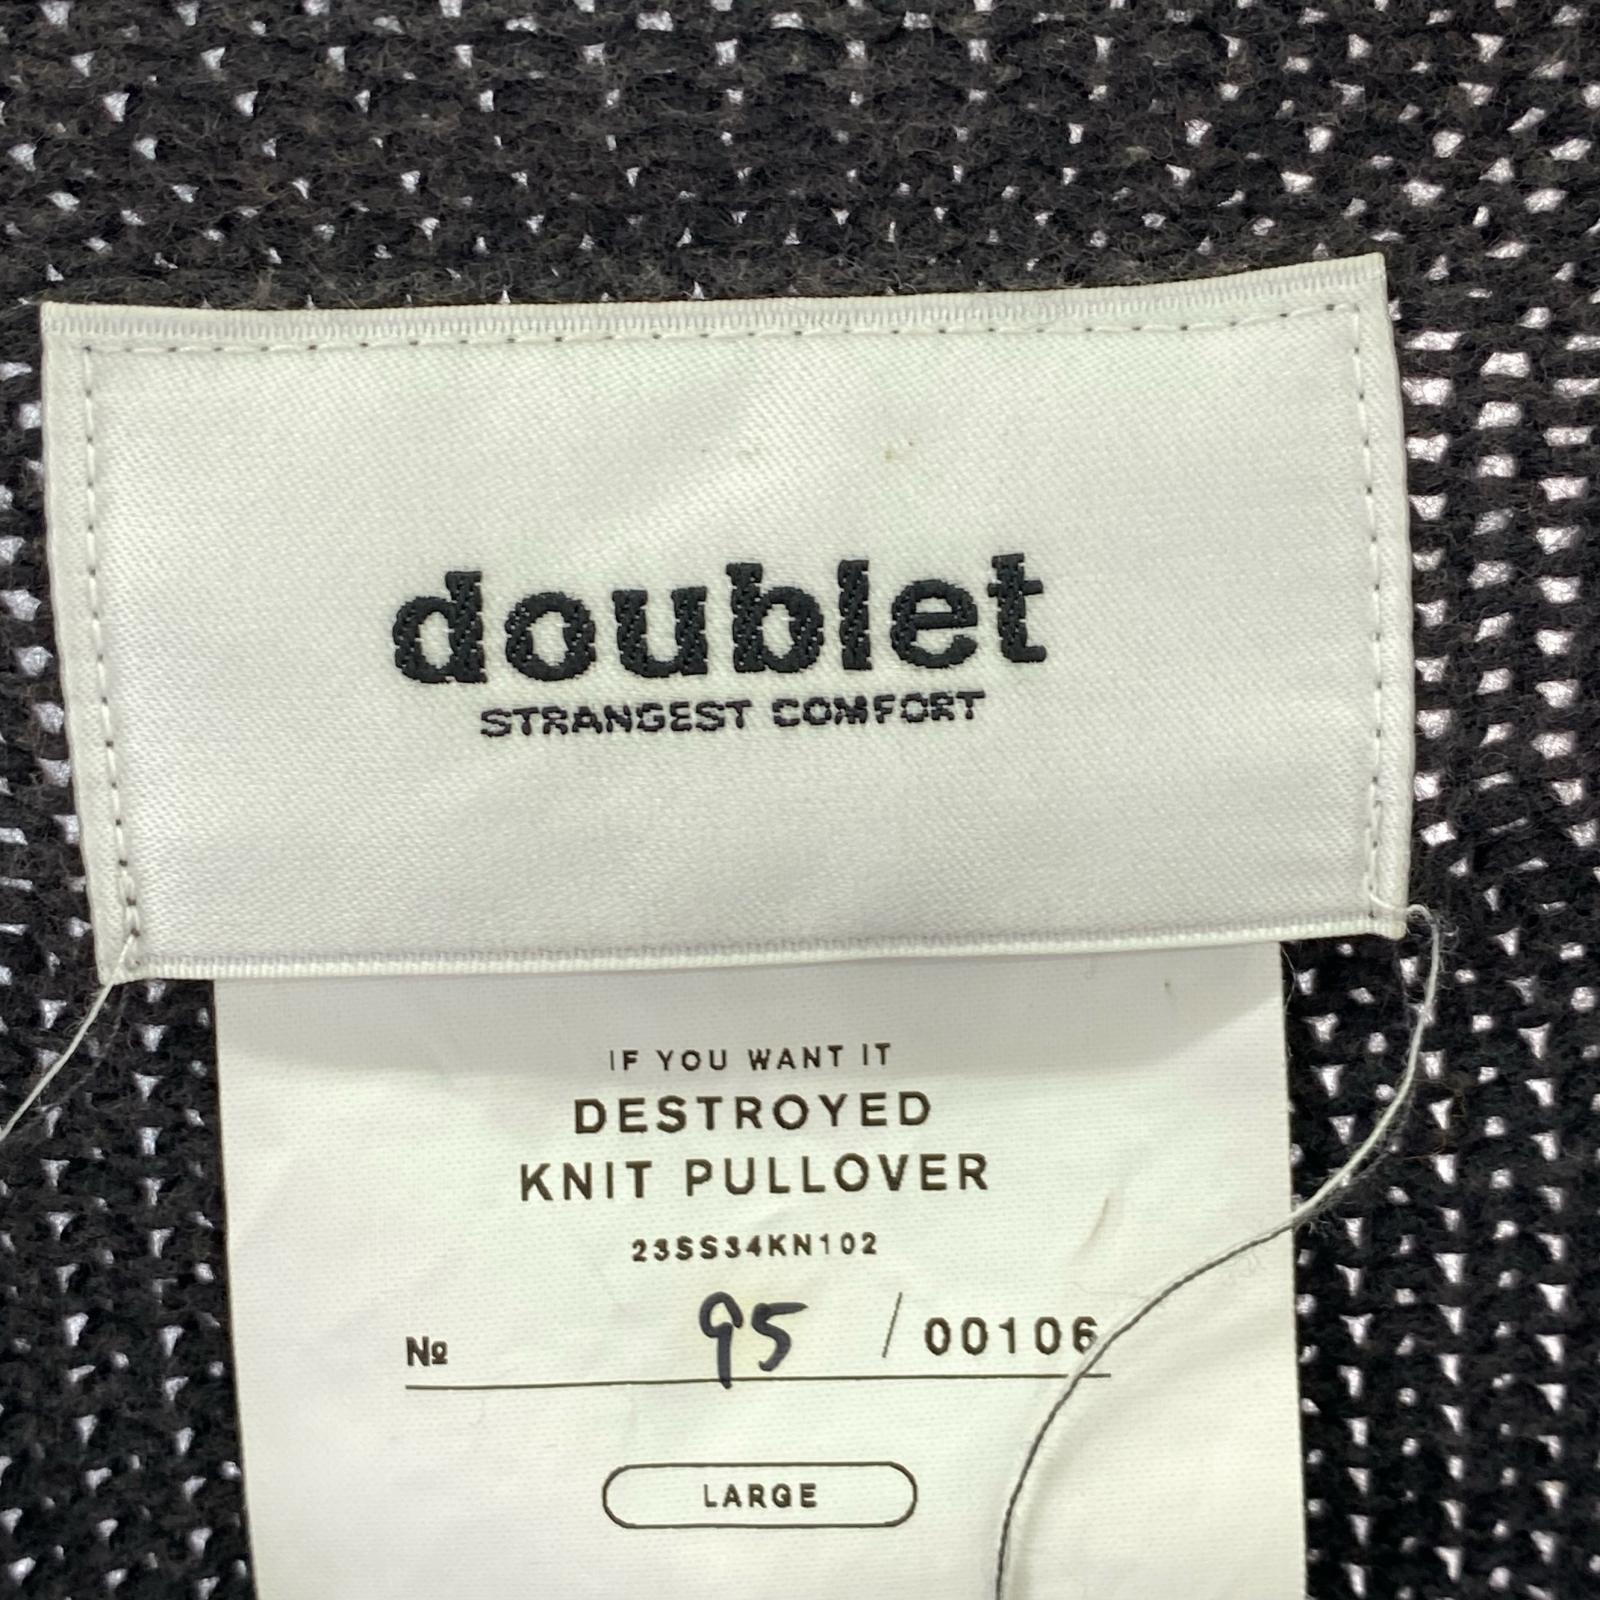 doublet
STRANGEST COMFORT
IF YOU WANT IT
DESTROYED
KNIT PULLOVER
23SS34KN102
№ 95 / 00106
LARGE